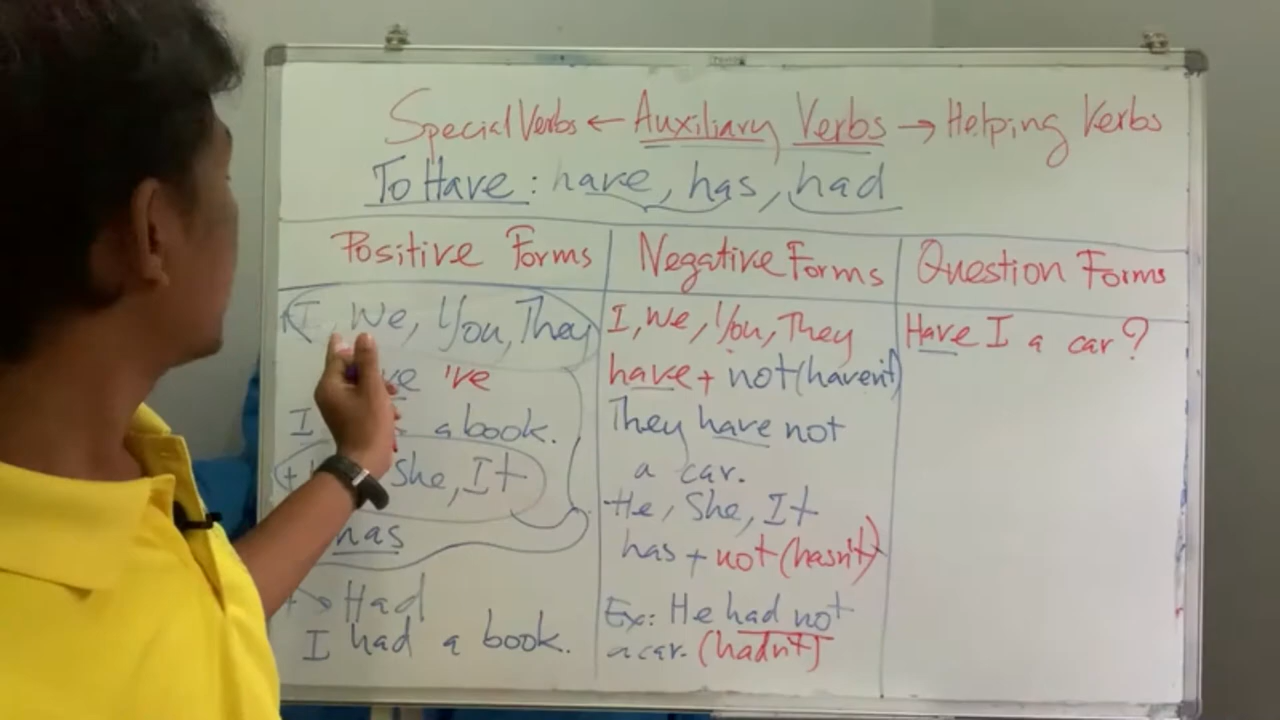 Special Verbs ← Auxiliary Verbs → Helping Verbs
To Have : have, has, had
Positive Forms
I, We, You, They
've
I a book.
She, It
has
Had
I had a book.
Negative Forms
I, We, You, They
have + not (haven't)
They have not
a car.
He, She, It
has + not (hasn't)
Ex: He had not
a car. (hadn't)
Question Forms
Have I a car?